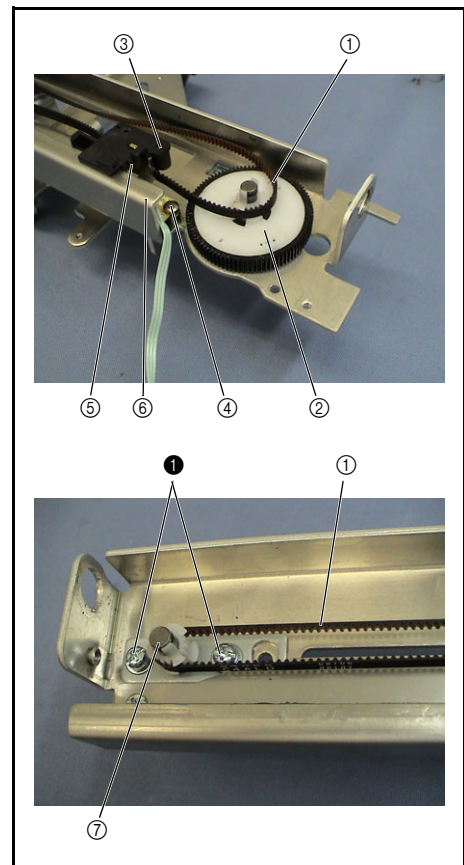 ③ ①
⑤ ⑥ ④ ②
❶ ①
⑦